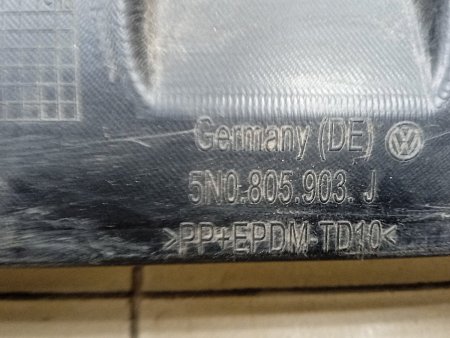 Germany (DE)
5N0.805.903. J
>PP+EPDM-TD10<